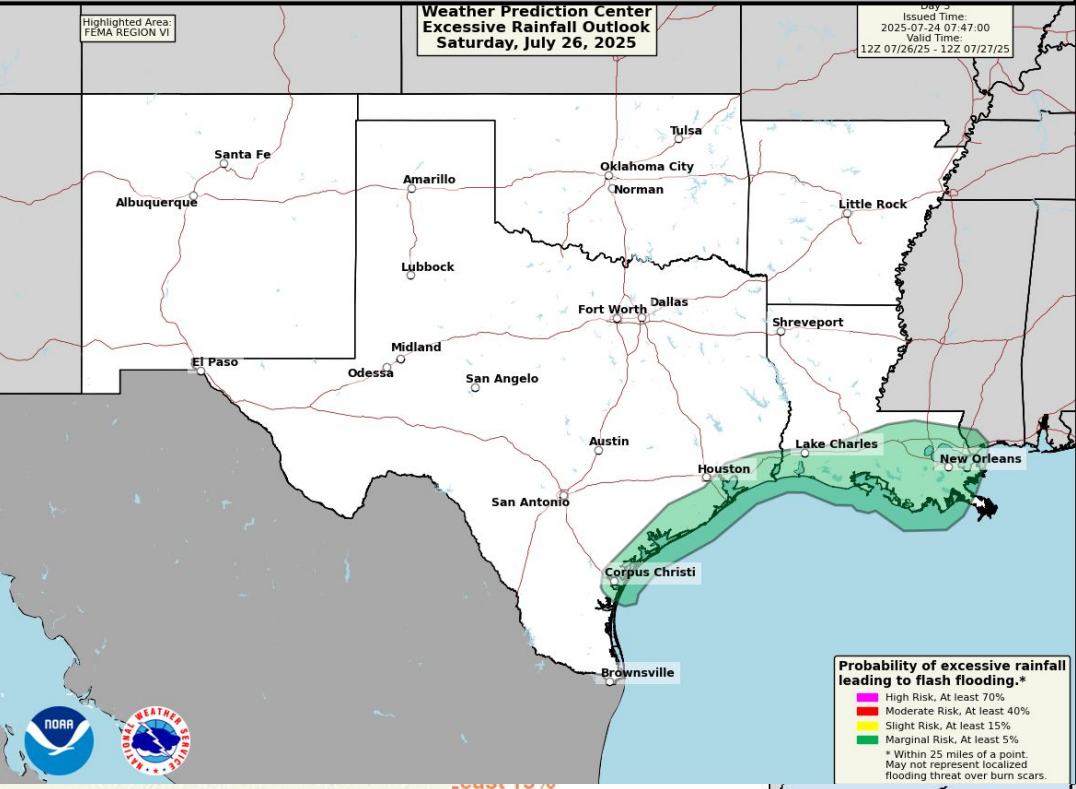 Weather Prediction Center
Excessive Rainfall Outlook
Saturday, July 26, 2025
Highlighted Area:
FEMA REGION VI
Day 3
Issued Time:
2025-07-24 07:47:00
Valid Time:
12Z 07/26/25 - 12Z 07/27/25
Tulsa
Santa Fe
Oklahoma City
Amarillo
Norman
Albuquerque
Little Rock
Lubbock
Dallas
Fort Worth
Shreveport
Midland
El Paso
Odessa
San Angelo
Austin
Lake Charles
New Orleans
Houston
San Antonio
Corpus Christi
Brownsville
Probability of excessive rainfall
leading to flash flooding.*
High Risk, At least 70%
Moderate Risk, At least 40%
Slight Risk, At least 15%
Marginal Risk, At least 5%
* Within 25 miles of a point.
May not represent localized
flooding threat over burn scars.
NOAA
NATIONAL WEATHER SERVICE